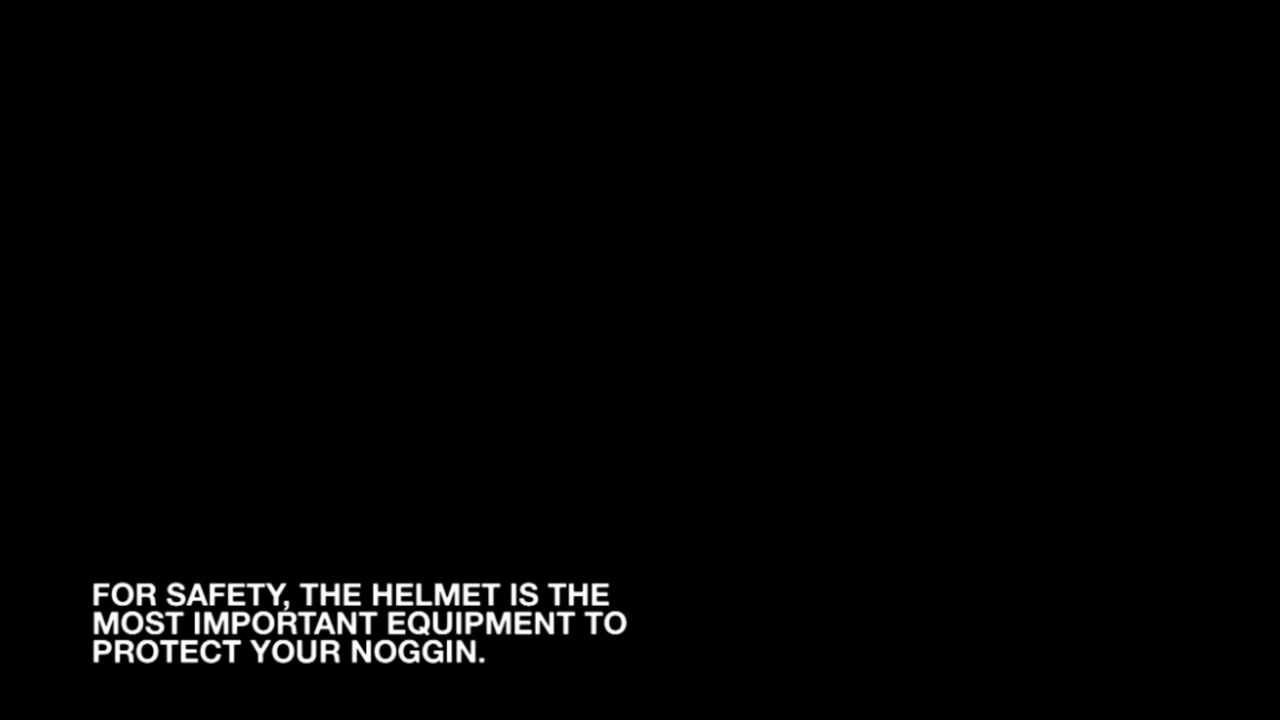 FOR SAFETY, THE HELMET IS THE
MOST IMPORTANT EQUIPMENT TO
PROTECT YOUR NOGGIN.